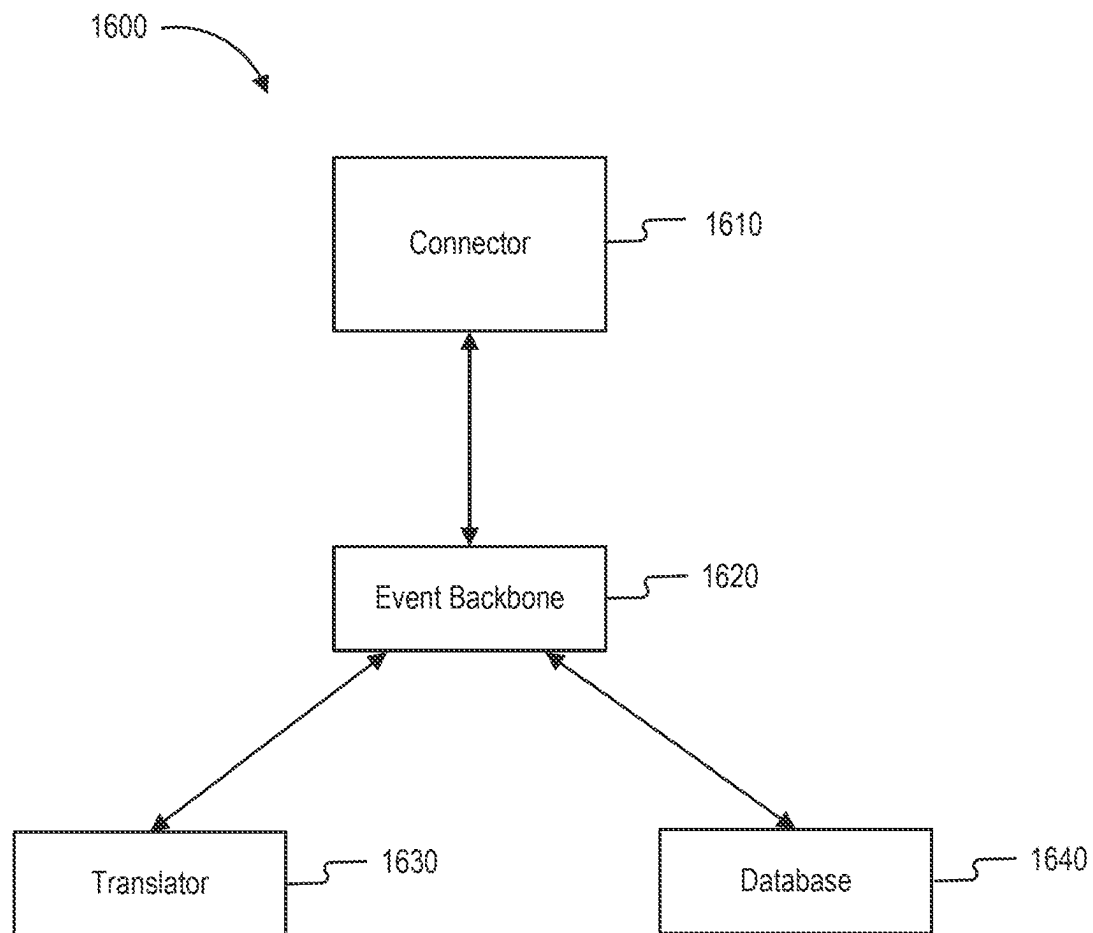 1600
Connector
1610
Event Backbone
1620
Translator
1630
Database
1640